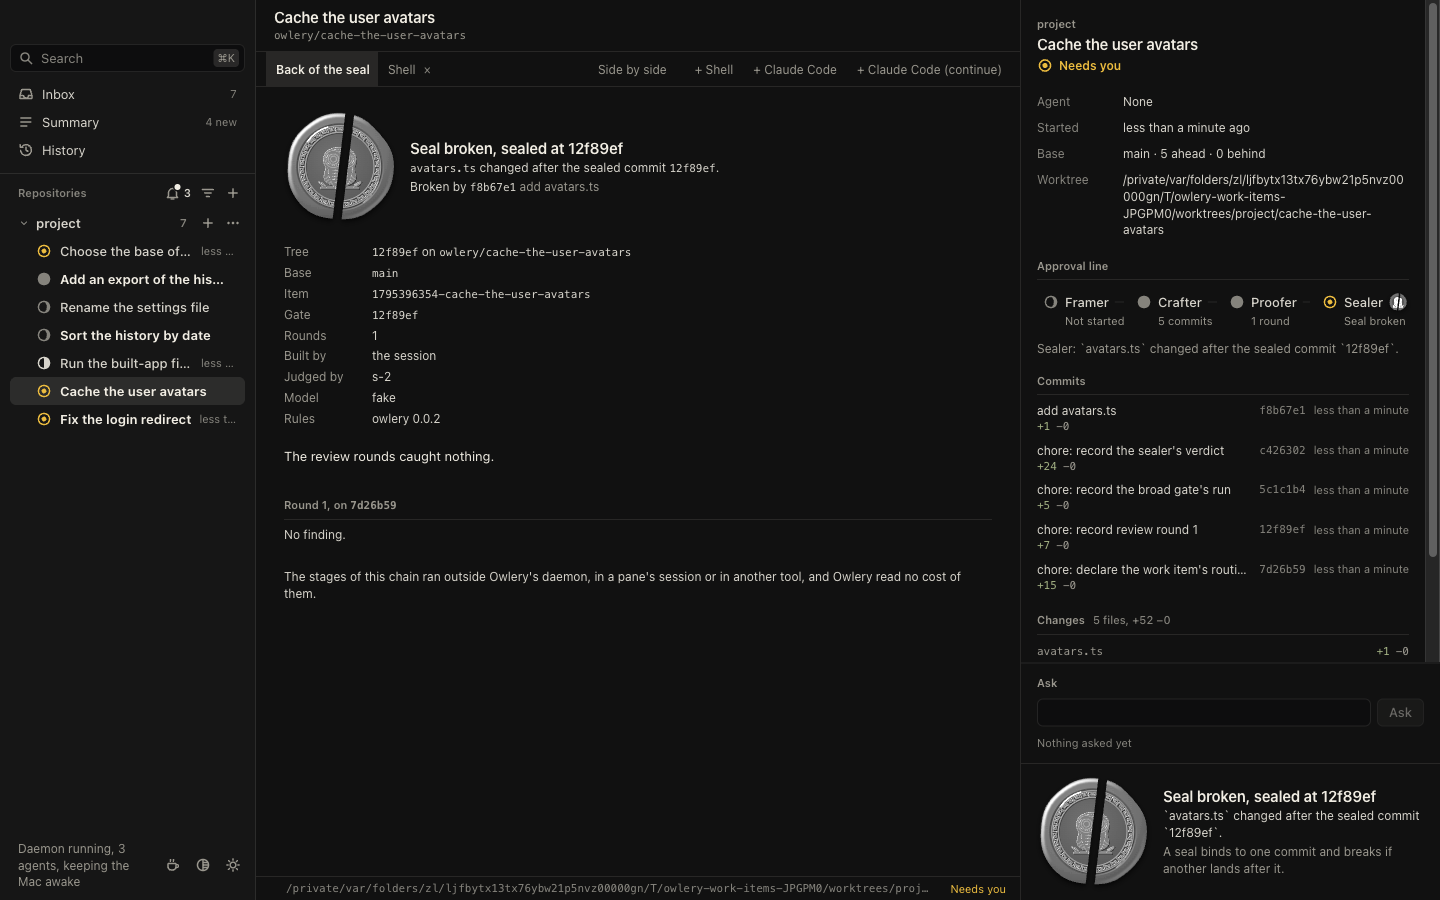 Search ⌘K
Inbox 7
Summary 4 new
History
Repositories 3
project 7
Choose the base of... less ...
Add an export of the his...
Rename the settings file
Sort the history by date
Run the built-app fi... less ...
Cache the user avatars
Fix the login redirect less t...
Daemon running, 3
agents, keeping the
Mac awake
Cache the user avatars
owlery/cache-the-user-avatars
Back of the seal Shell × Side by side + Shell + Claude Code + Claude Code (continue)
Seal broken, sealed at 12f89ef
avatars.ts changed after the sealed commit 12f89ef.
Broken by f8b67e1 add avatars.ts
Tree 12f89ef on owlery/cache-the-user-avatars
Base main
Item 1795396354-cache-the-user-avatars
Gate 12f89ef
Rounds 1
Built by the session
Judged by s-2
Model fake
Rules owlery 0.0.2
The review rounds caught nothing.
Round 1, on 7d26b59
No finding.
The stages of this chain ran outside Owlery's daemon, in a pane's session or in another tool, and Owlery read no cost of
them.
/private/var/folders/zl/ljfbytx13tx76ybw21p5nvz00000gn/T/owlery-work-items-JPGPM0/worktrees/proj… Needs you
project
Cache the user avatars
Needs you
Agent None
Started less than a minute ago
Base main · 5 ahead · 0 behind
Worktree /private/var/folders/zl/ljfbytx13tx76ybw21p5nvz00
000gn/T/owlery-work-items-
JPGPM0/worktrees/project/cache-the-user-
avatars
Approval line
Framer Crafter Proofer Sealer
Not started 5 commits 1 round Seal broken
Sealer: `avatars.ts` changed after the sealed commit `12f89ef`.
Commits
add avatars.ts f8b67e1 less than a minute
+1 −0
chore: record the sealer's verdict c426302 less than a minute
+24 −0
chore: record the broad gate's run 5c1c1b4 less than a minute
+5 −0
chore: record review round 1 12f89ef less than a minute
+7 −0
chore: declare the work item's routi... 7d26b59 less than a minute
+15 −0
Changes 5 files, +52 −0
avatars.ts +1 −0
Ask
Ask
Nothing asked yet
Seal broken, sealed at 12f89ef
`avatars.ts` changed after the sealed commit
`12f89ef`.
A seal binds to one commit and breaks if
another lands after it.